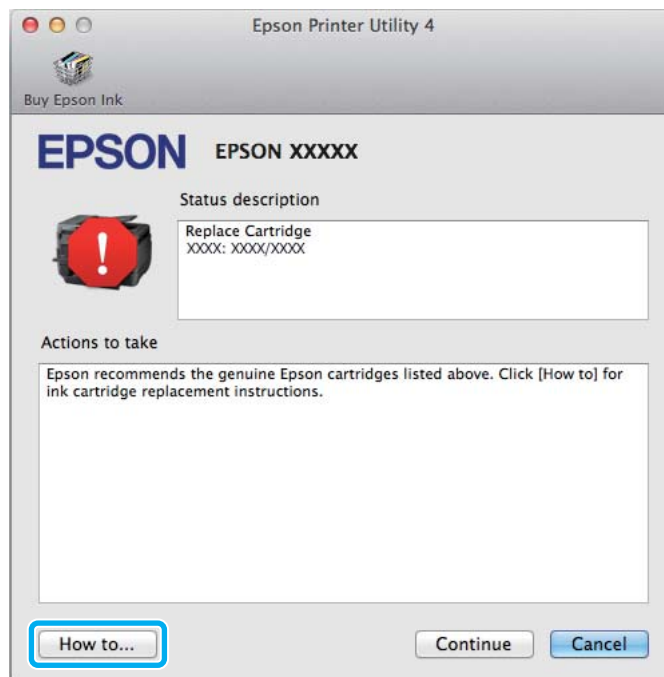 Epson Printer Utility 4
Buy Epson Ink
EPSON EPSON XXXXX
Status description
Replace Cartridge
XXXX: XXXX/XXXX
Actions to take
Epson recommends the genuine Epson cartridges listed above. Click [How to] for
ink cartridge replacement instructions.
How to... Continue Cancel